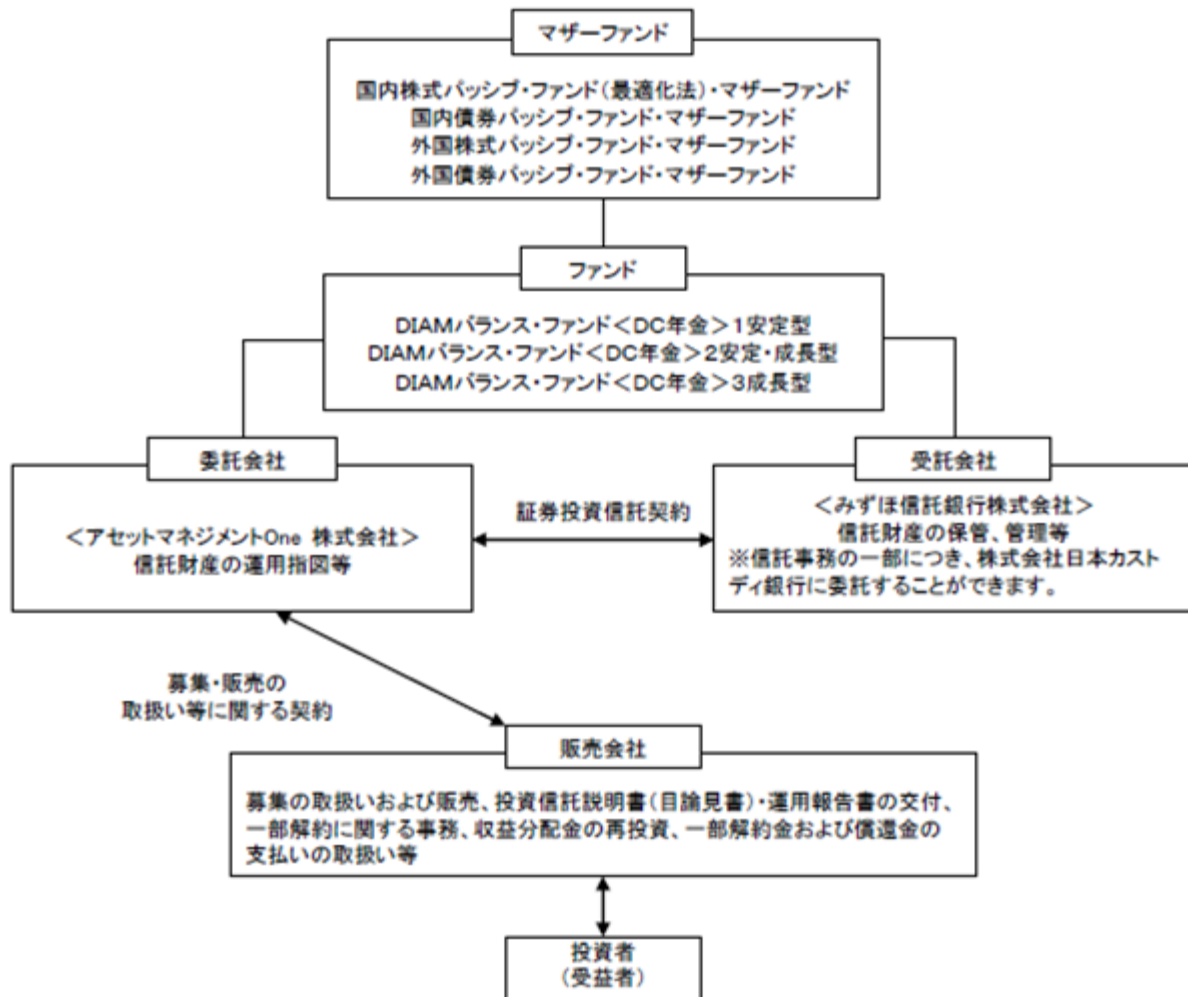 マザーファンド
国内株式パッシブ・ファンド(最適化法)・マザーファンド
国内債券パッシブ・ファンド・マザーファンド
外国株式パッシブ・ファンド・マザーファンド
外国債券パッシブ・ファンド・マザーファンド
ファンド
DIAMバランス・ファンド<DC年金>1安定型
DIAMバランス・ファンド<DC年金>2安定・成長型
DIAMバランス・ファンド<DC年金>3成長型
委託会社
<アセットマネジメントOne 株式会社>
信託財産の運用指図等
証券投資信託契約
受託会社
<みずほ信託銀行株式会社>
信託財産の保管、管理等
※信託事務の一部につき、株式会社日本カスト
ディ銀行に委託することができます。
募集・販売の
取扱い等に関する契約
販売会社
募集の取扱いおよび販売、投資信託説明書(目論見書)・運用報告書の交付、
一部解約に関する事務、収益分配金の再投資、一部解約金および償還金の
支払いの取扱い等
投資者
(受益者)